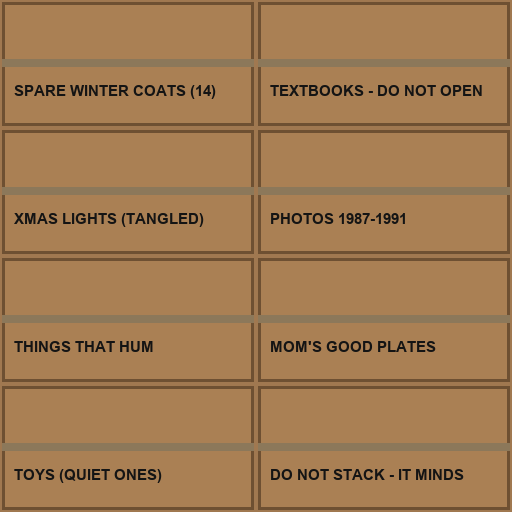 SPARE WINTER COATS (14)
TEXTBOOKS - DO NOT OPEN
XMAS LIGHTS (TANGLED)
PHOTOS 1987-1991
THINGS THAT HUM
MOM'S GOOD PLATES
TOYS (QUIET ONES)
DO NOT STACK - IT MINDS